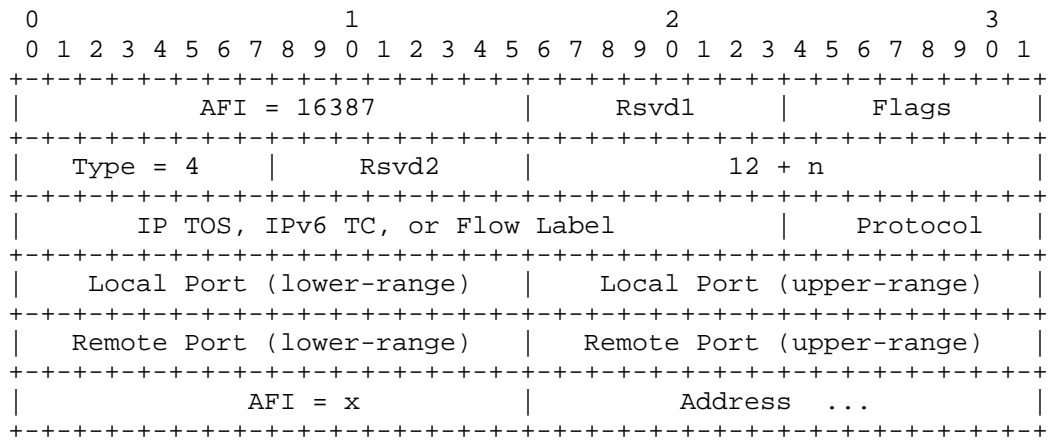 0                   1                   2                   3
 0 1 2 3 4 5 6 7 8 9 0 1 2 3 4 5 6 7 8 9 0 1 2 3 4 5 6 7 8 9 0 1
+-+-+-+-+-+-+-+-+-+-+-+-+-+-+-+-+-+-+-+-+-+-+-+-+-+-+-+-+-+-+-+-+
|           AFI = 16387         |     Rsvd1     |     Flags     |
+-+-+-+-+-+-+-+-+-+-+-+-+-+-+-+-+-+-+-+-+-+-+-+-+-+-+-+-+-+-+-+-+
|   Type = 4    |     Rsvd2     |            12 + n             |
+-+-+-+-+-+-+-+-+-+-+-+-+-+-+-+-+-+-+-+-+-+-+-+-+-+-+-+-+-+-+-+-+
|       IP TOS, IPv6 TC, or Flow Label          |    Protocol   |
+-+-+-+-+-+-+-+-+-+-+-+-+-+-+-+-+-+-+-+-+-+-+-+-+-+-+-+-+-+-+-+-+
|    Local Port (lower-range)   |    Local Port (upper-range)   |
+-+-+-+-+-+-+-+-+-+-+-+-+-+-+-+-+-+-+-+-+-+-+-+-+-+-+-+-+-+-+-+-+
|   Remote Port (lower-range)   |   Remote Port (upper-range)   |
+-+-+-+-+-+-+-+-+-+-+-+-+-+-+-+-+-+-+-+-+-+-+-+-+-+-+-+-+-+-+-+-+
|              AFI = x          |         Address  ...          |
+-+-+-+-+-+-+-+-+-+-+-+-+-+-+-+-+-+-+-+-+-+-+-+-+-+-+-+-+-+-+-+-+